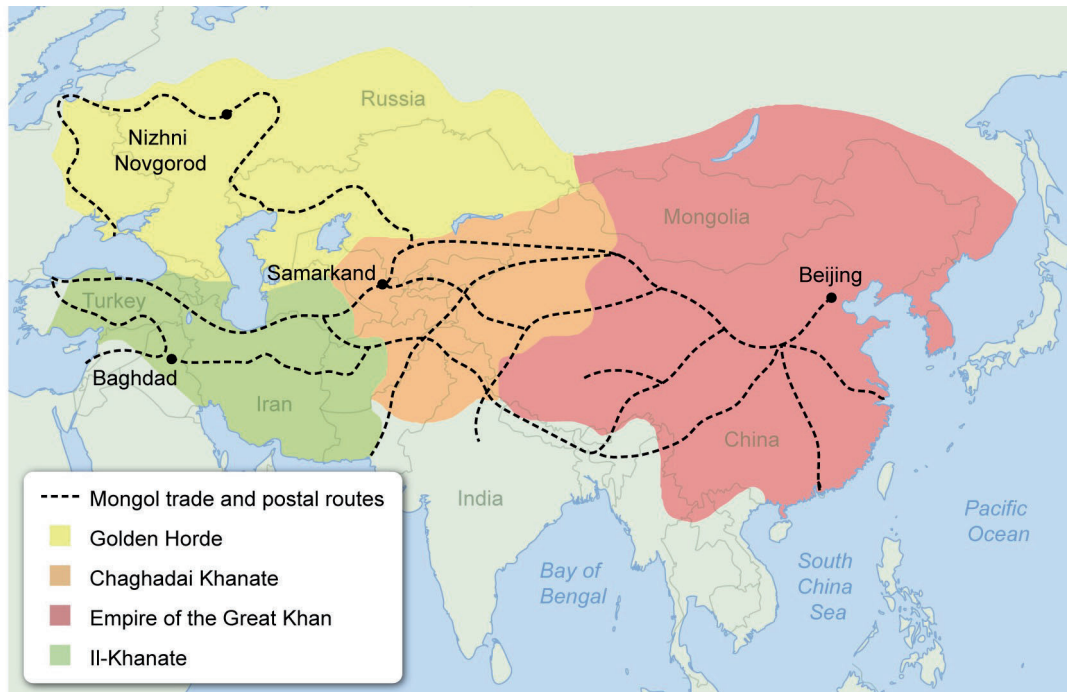 Russia
Nizhni
Novgorod
Mongolia
Samarkand
Beijing
Turkey
Baghdad
Iran
China
India
Pacific
Ocean
Bay of
Bengal
South
China
Sea
Mongol trade and postal routes
Golden Horde
Chaghadai Khanate
Empire of the Great Khan
Il-Khanate